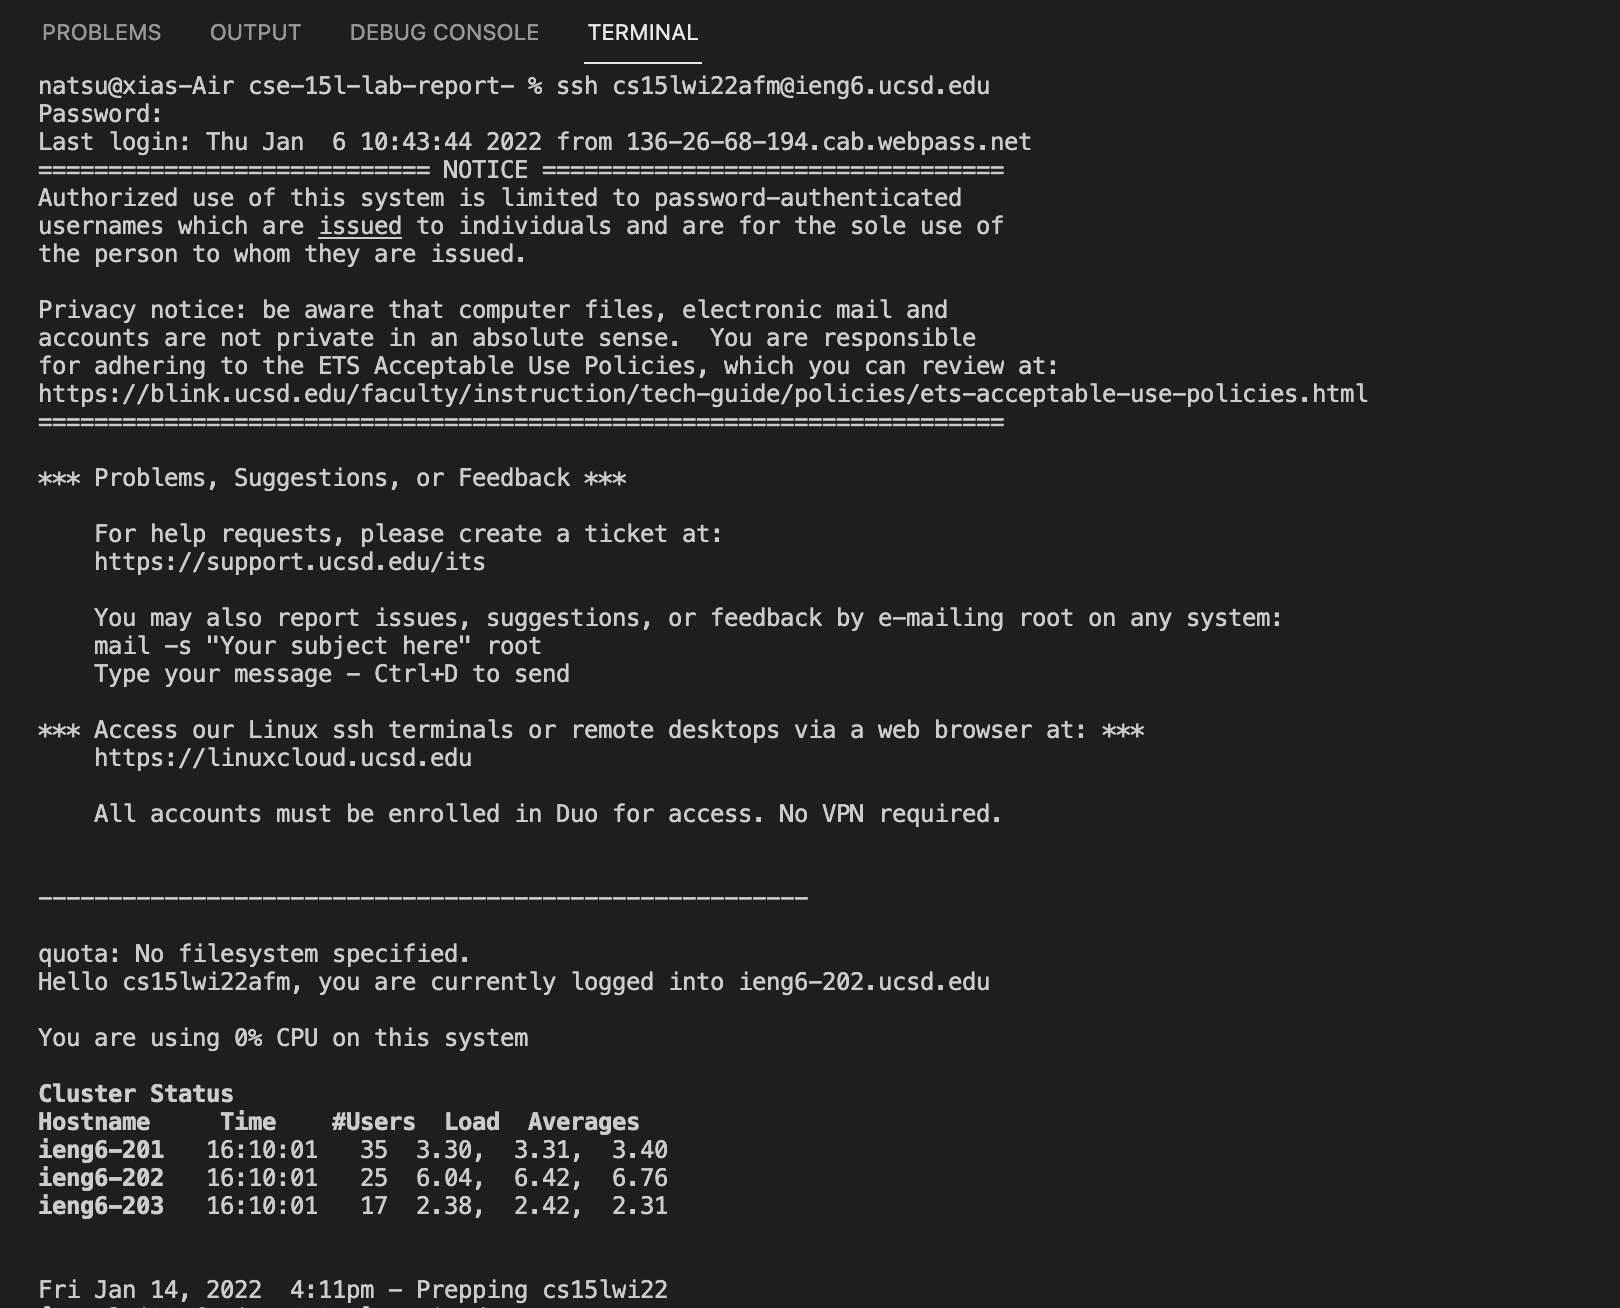 PROBLEMS OUTPUT DEBUG CONSOLE TERMINAL
natsu@xias-Air cse-15l-lab-report- % ssh cs15lwi22afm@ieng6.ucsd.edu
Password:
Last login: Thu Jan  6 10:43:44 2022 from 136-26-68-194.cab.webpass.net
============================ NOTICE =================================
Authorized use of this system is limited to password-authenticated
usernames which are issued to individuals and are for the sole use of
the person to whom they are issued.

Privacy notice: be aware that computer files, electronic mail and
accounts are not private in an absolute sense.  You are responsible
for adhering to the ETS Acceptable Use Policies, which you can review at:
https://blink.ucsd.edu/faculty/instruction/tech-guide/policies/ets-acceptable-use-policies.html
=====================================================================

*** Problems, Suggestions, or Feedback ***

    For help requests, please create a ticket at:
    https://support.ucsd.edu/its

    You may also report issues, suggestions, or feedback by e-mailing root on any system:
    mail -s "Your subject here" root
    Type your message - Ctrl+D to send

*** Access our Linux ssh terminals or remote desktops via a web browser at: ***
    https://linuxcloud.ucsd.edu

    All accounts must be enrolled in Duo for access. No VPN required.

-------------------------------------------------------

quota: No filesystem specified.
Hello cs15lwi22afm, you are currently logged into ieng6-202.ucsd.edu

You are using 0% CPU on this system

Cluster Status
Hostname     Time    #Users  Load  Averages
ieng6-201   16:10:01   35  3.30,  3.31,  3.40
ieng6-202   16:10:01   25  6.04,  6.42,  6.76
ieng6-203   16:10:01   17  2.38,  2.42,  2.31

Fri Jan 14, 2022  4:11pm - Prepping cs15lwi22